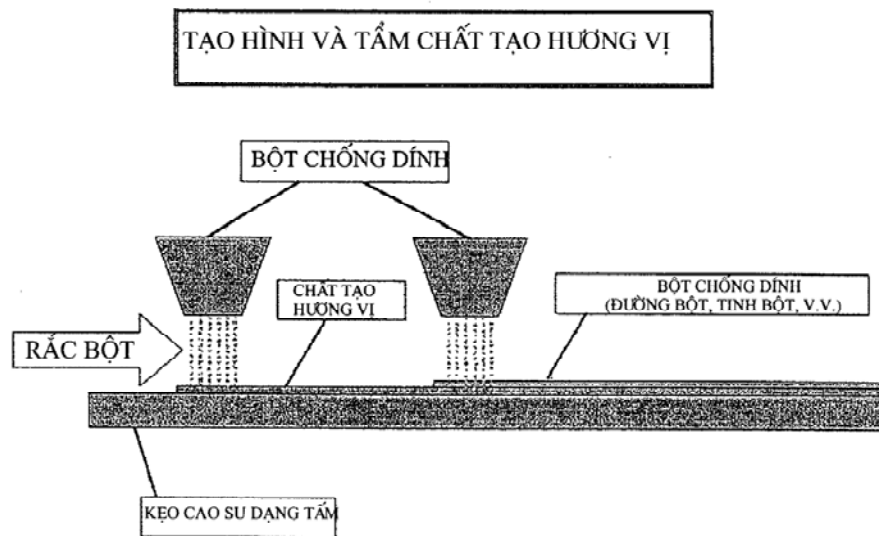 TẠO HÌNH VÀ TẨM CHẤT TẠO HƯƠNG VỊ
BỘT CHỐNG DÍNH
CHẤT TẠO
HƯƠNG VỊ
BỘT CHỐNG DÍNH
(ĐƯỜNG BỘT, TINH BỘT, V.V.)
RẮC BỘT
KẸO CAO SU DẠNG TẤM